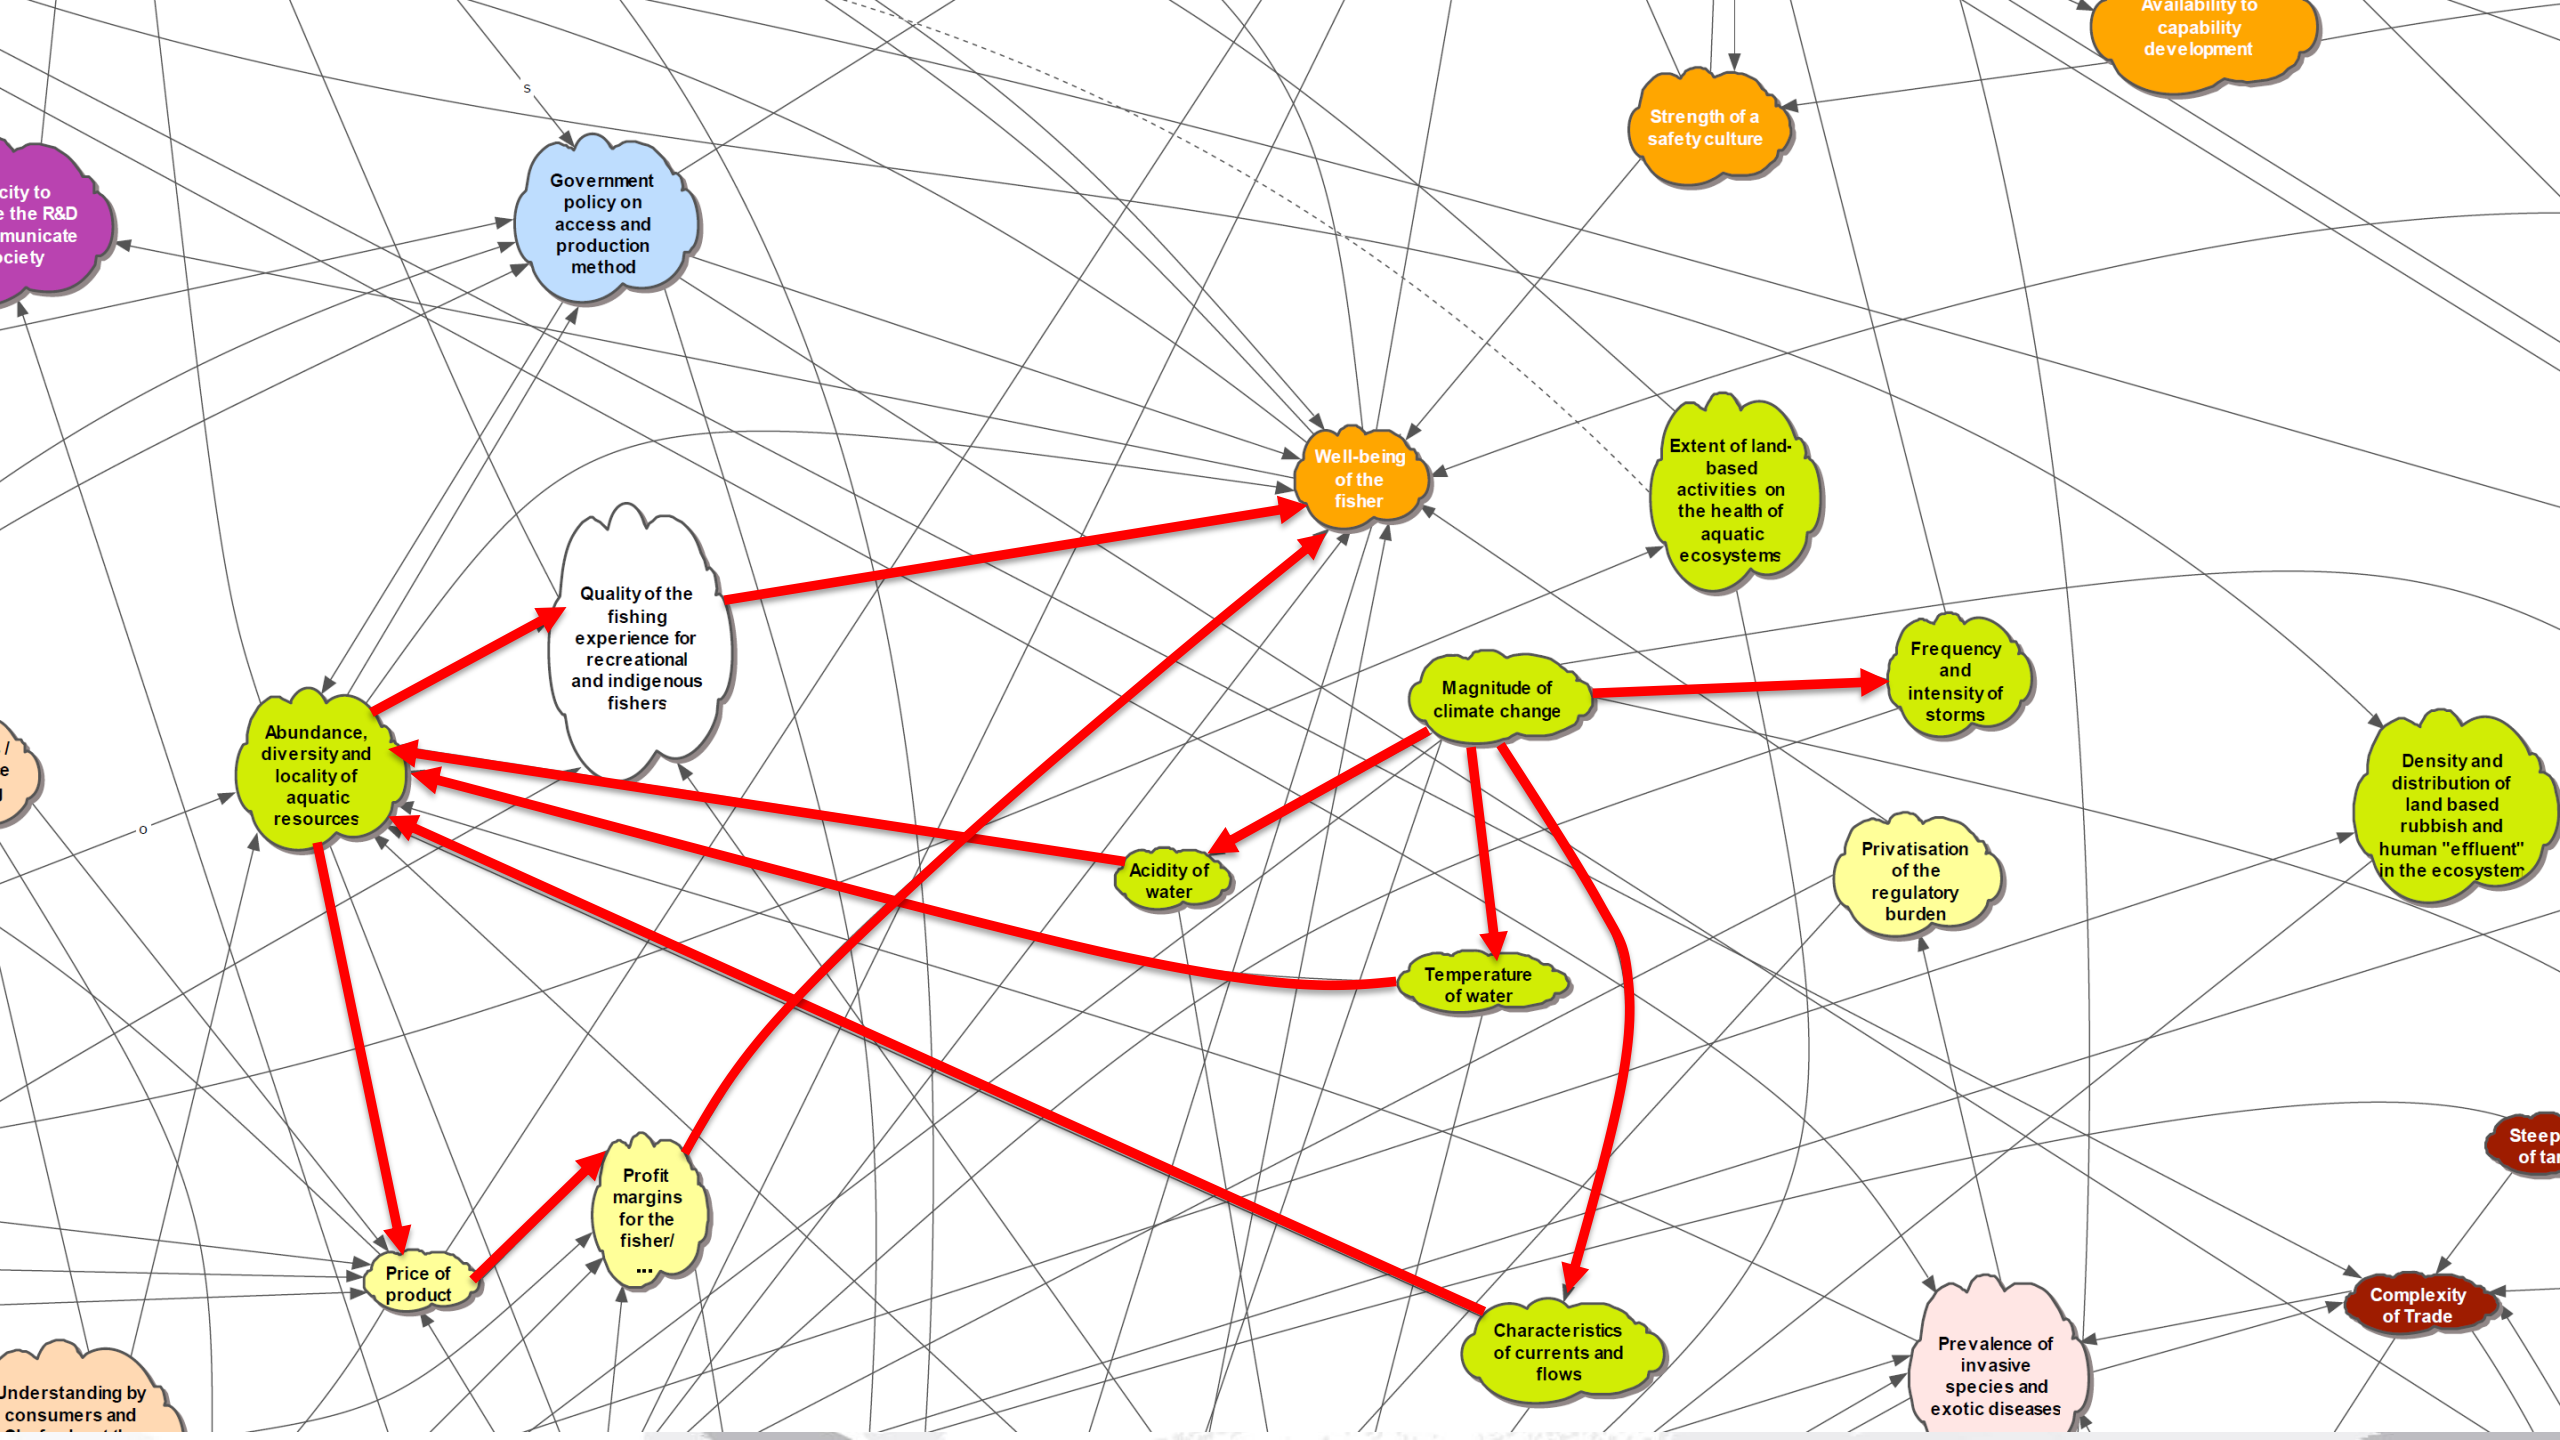 Availability to
capability
development
s
Strength of a
safety culture
city to
e the R&D
municate
ociety
Government
policy on
access and
production
method
Well-being
of the
fisher
Extent of land-
based
activities on
the health of
aquatic
ecosystems
Quality of the
fishing
experience for
recreational
and indigenous
fishers
Magnitude of
climate change
Frequency
and
intensity of
storms
Abundance,
diversity and
locality of
aquatic
resources
/
e
o
Density and
distribution of
land based
rubbish and
human "effluent"
in the ecosystem
Acidity of
water
Privatisation
of the
regulatory
burden
Temperature
of water
Steep
of tar
Profit
margins
for the
fisher/
...
Price of
product
Characteristics
of currents and
flows
Complexity
of Trade
Prevalence of
invasive
species and
exotic diseases
Understanding by
consumers and